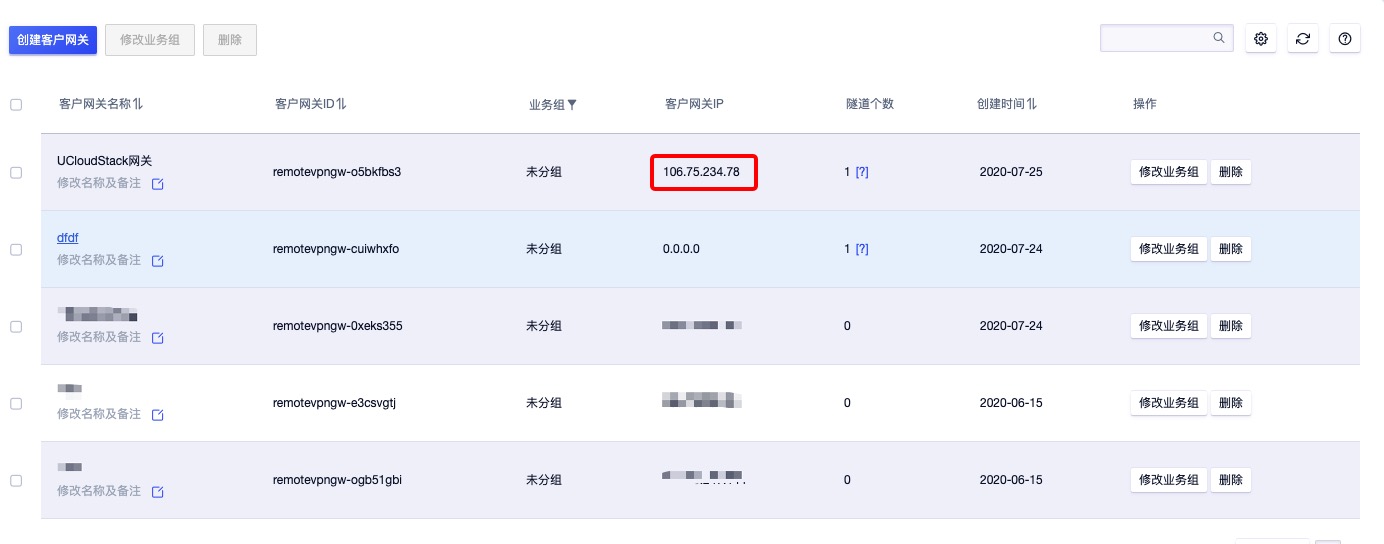 创建客户网关 修改业务组 删除
客户网关名称 客户网关ID 业务组 客户网关IP 隧道个数 创建时间 操作
UCloudStack网关
remotevpngw-o5bkfbs3 未分组 106.75.234.78 1 [?] 2020-07-25 修改业务组 删除
修改名称及备注
dfdf
remotevpngw-cuiwhxfo 未分组 0.0.0.0 1 [?] 2020-07-24 修改业务组 删除
修改名称及备注
remotevpngw-0xeks355 未分组 0 2020-07-24 修改业务组 删除
修改名称及备注
remotevpngw-e3csvgtj 未分组 0 2020-06-15 修改业务组 删除
修改名称及备注
remotevpngw-ogb51gbi 未分组 0 2020-06-15 修改业务组 删除
修改名称及备注